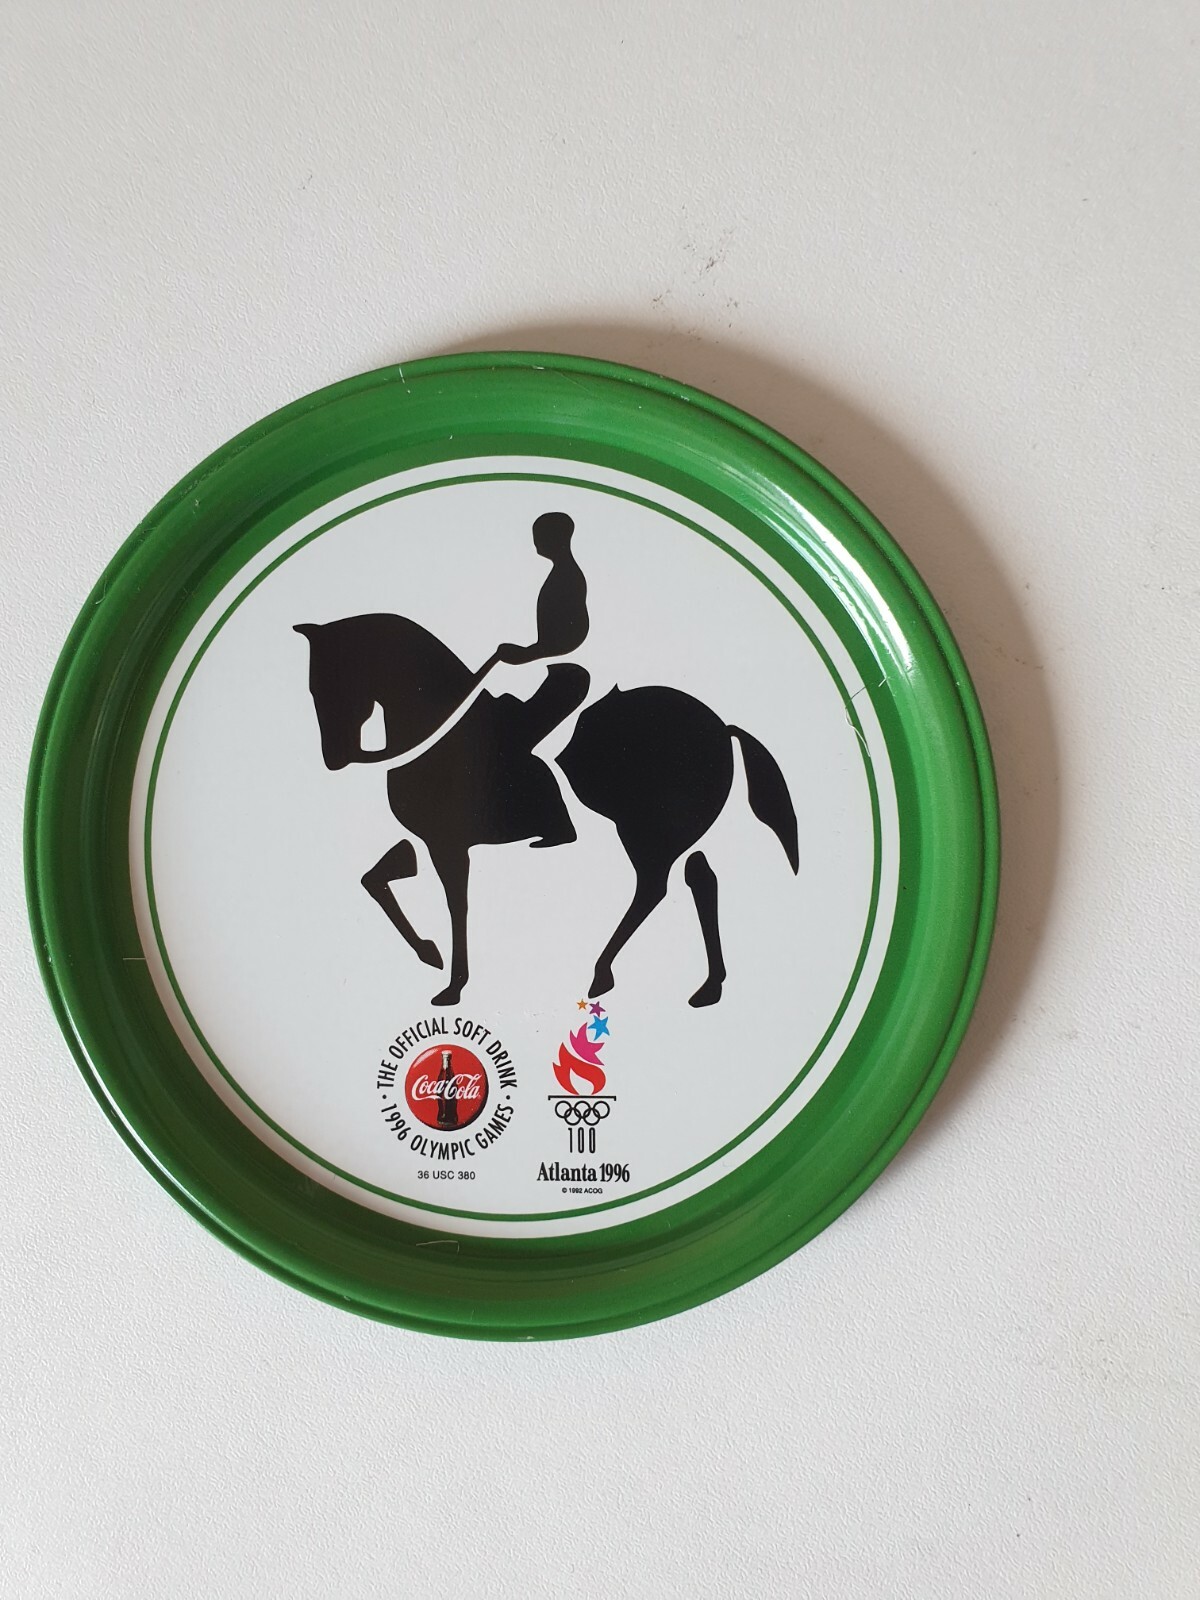 · THE OFFICIAL SOFT DRINK ·
1996 OLYMPIC GAMES
Coca-Cola
36 USC 380
100
Atlanta 1996
© 1992 ACOG